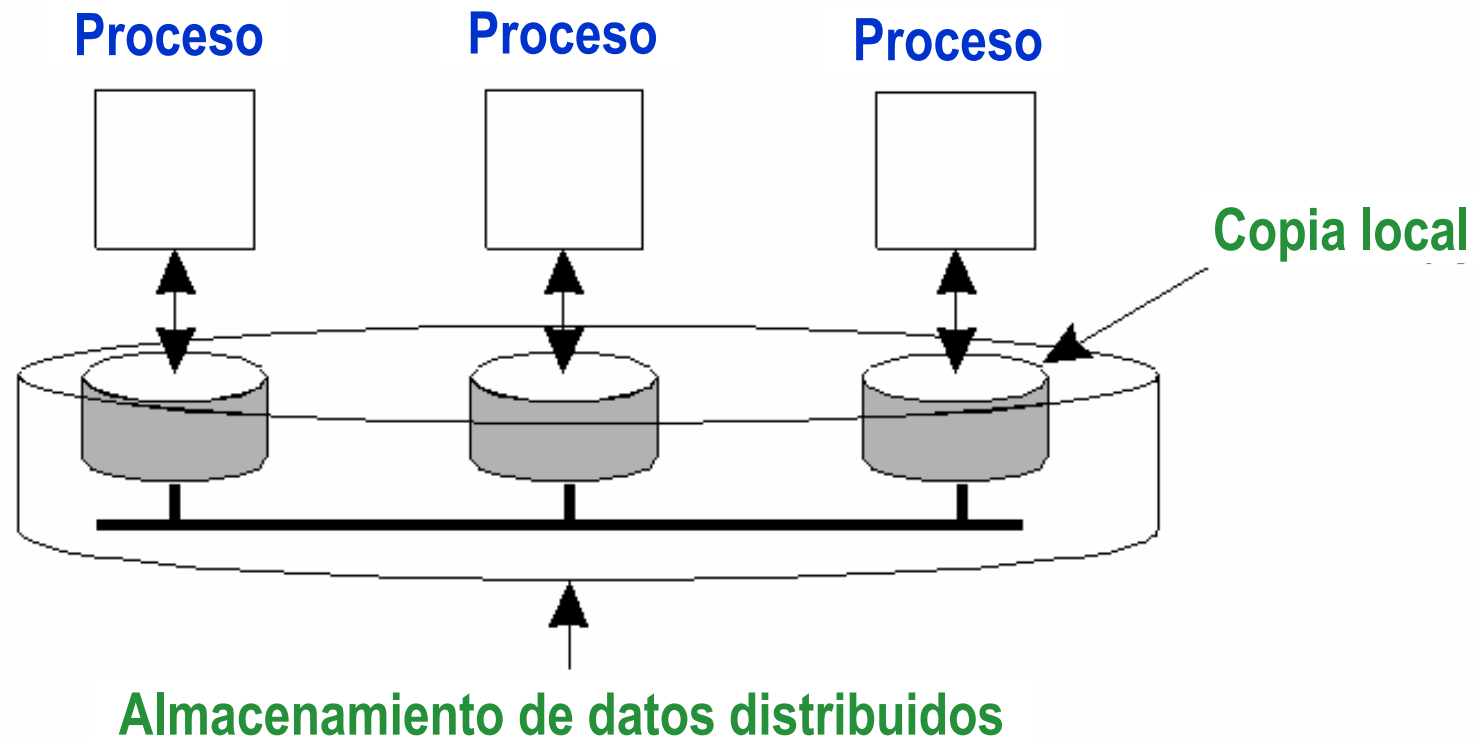 Proceso
Proceso
Proceso
Copia local
Almacenamiento de datos distribuidos